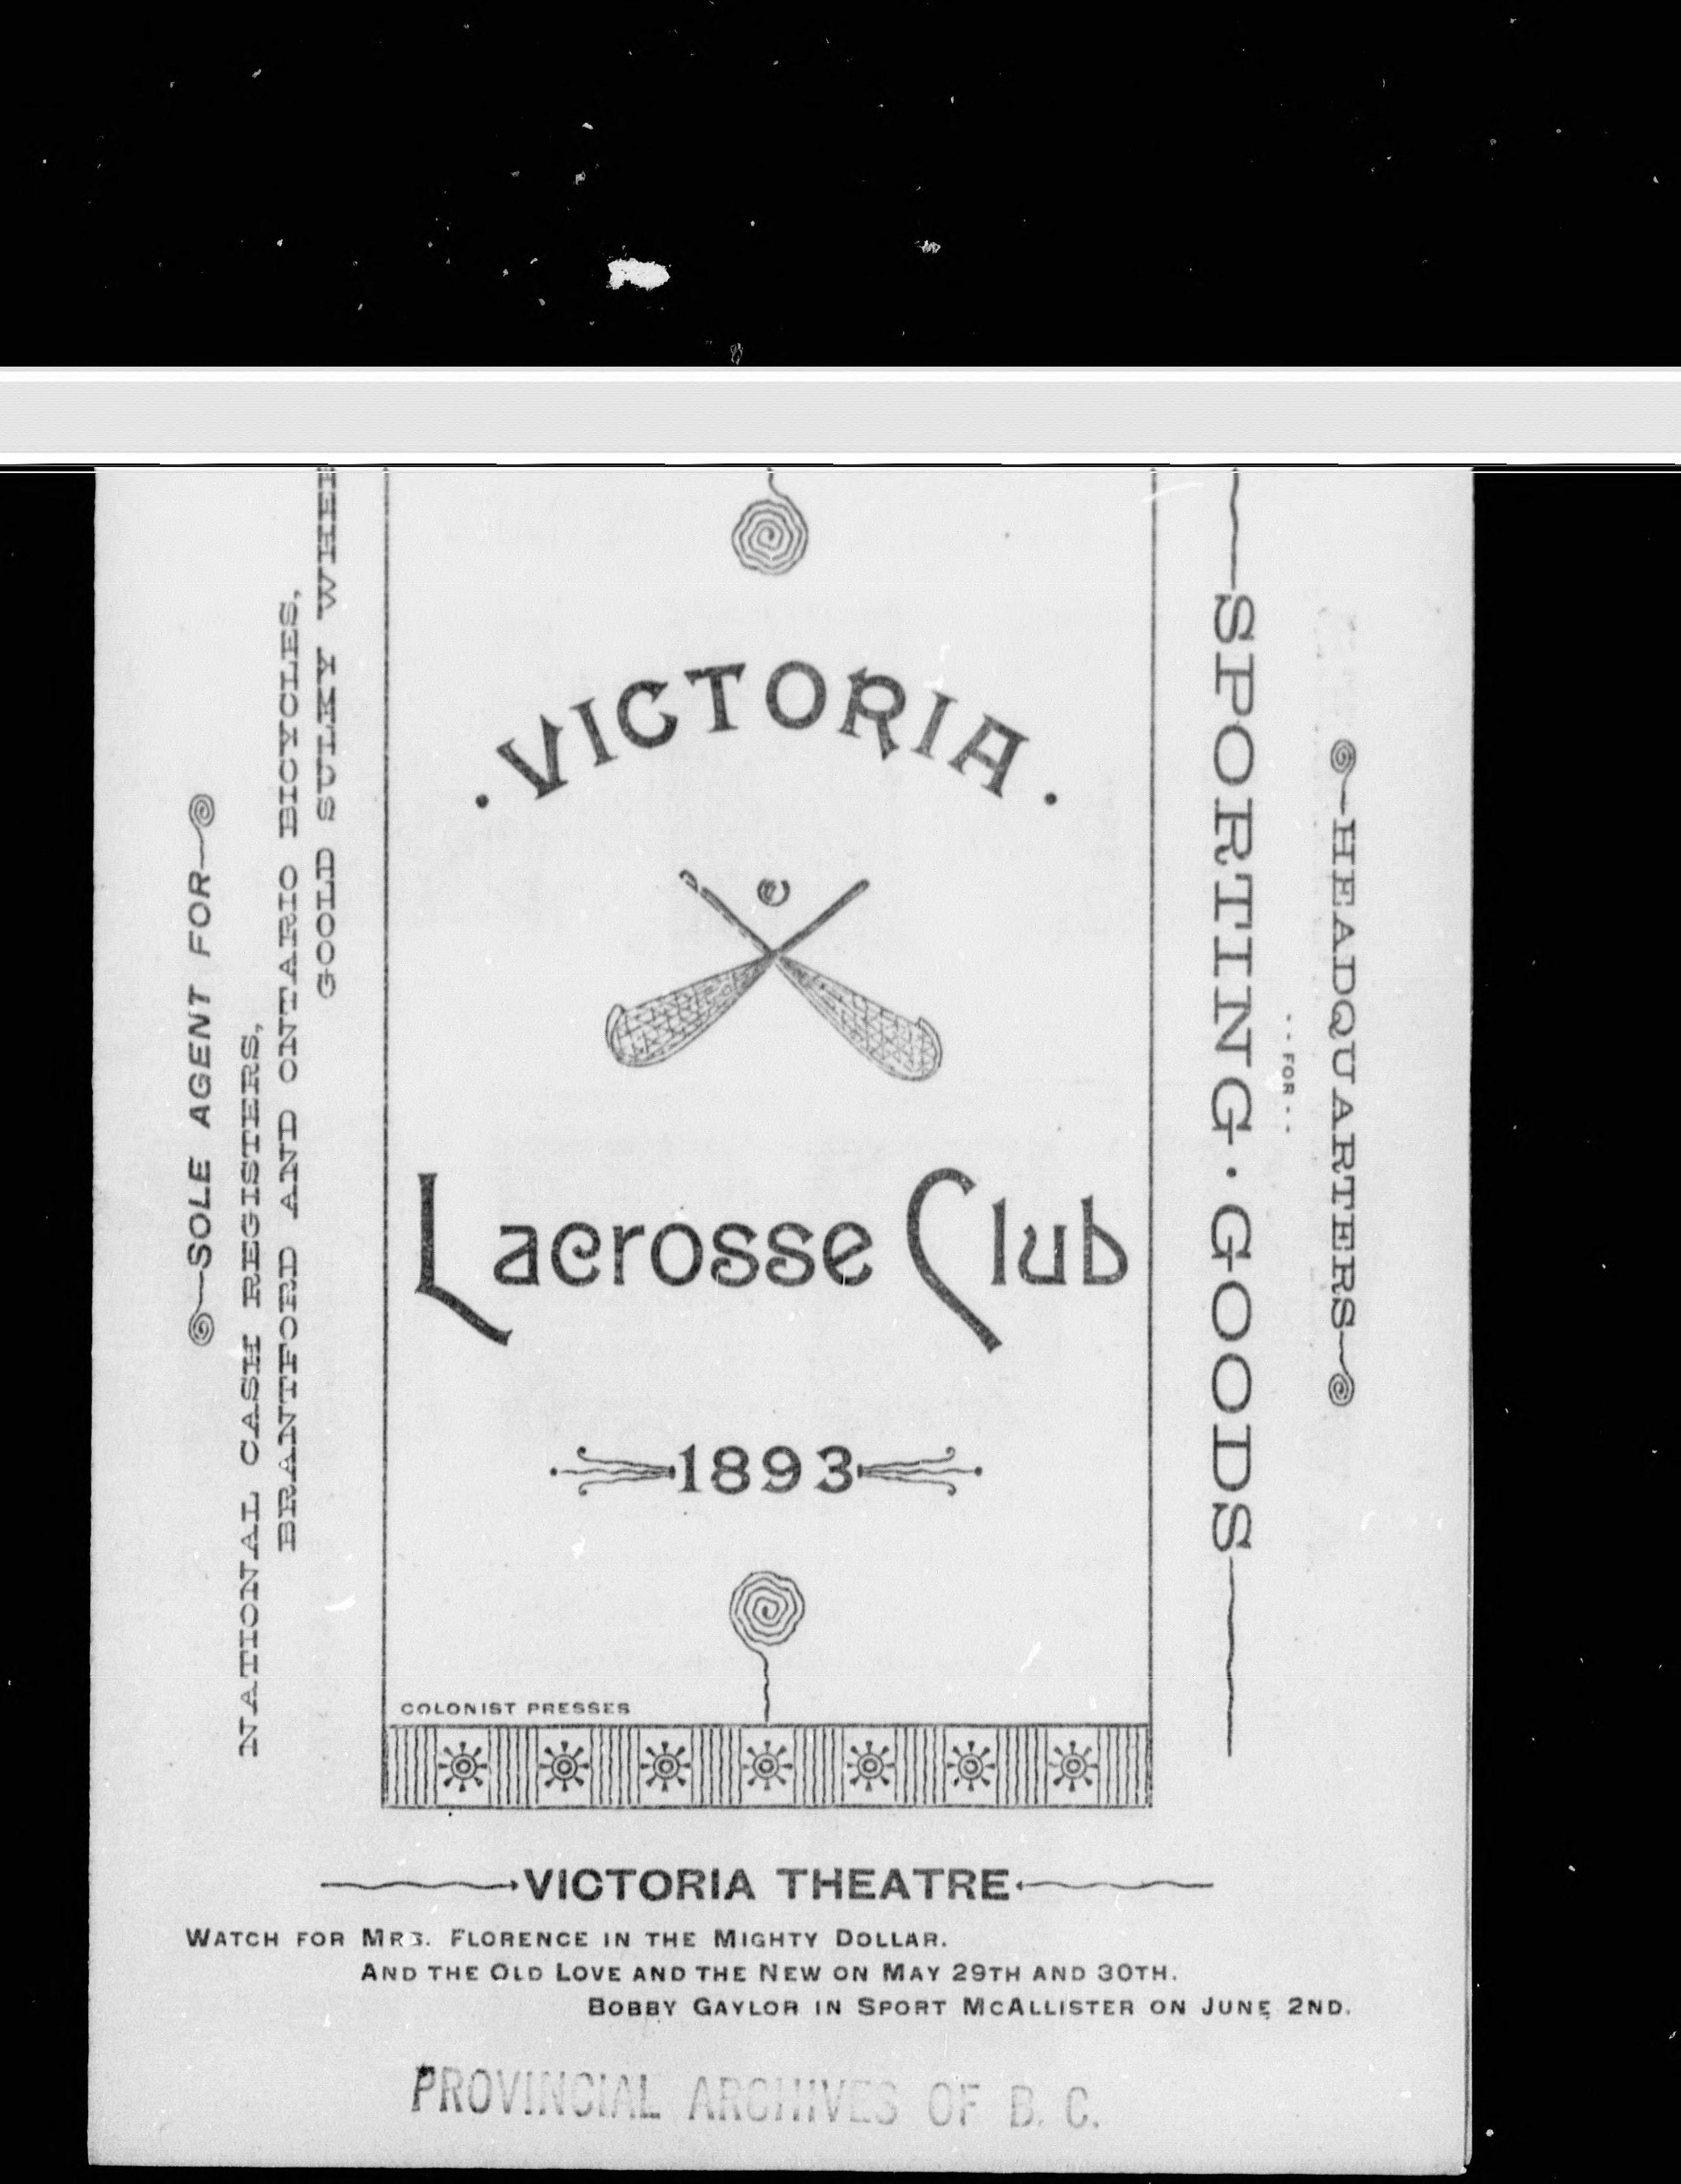 SOLE AGENT FOR
NATIONAL CASH REGISTERS,
BRANTFORD AND ONTARIO BICYCLES,
GOOLD SULKY
· VICTORIA ·
Lacrosse Club
1893
COLONIST PRESSES
HEADQUARTERS
· · FOR · ·
SPORTING · GOODS
VICTORIA THEATRE
WATCH FOR MRS. FLORENCE IN THE MIGHTY DOLLAR.
AND THE OLD LOVE AND THE NEW ON MAY 29TH AND 30TH.
BOBBY GAYLOR IN SPORT MCALLISTER ON JUNE 2ND.
PROVINCIAL ARCHIVES OF B. C.